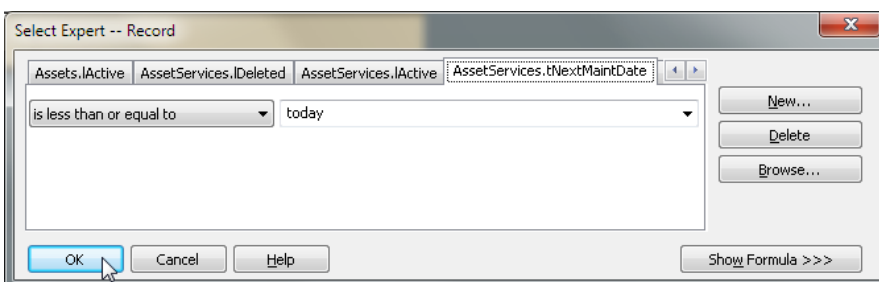 Select Expert -- Record
Assets.lActive AssetServices.lDeleted AssetServices.lActive AssetServices.tNextMaintDate
is less than or equal to today
New...
Delete
Browse...
OK Cancel Help Show Formula >>>